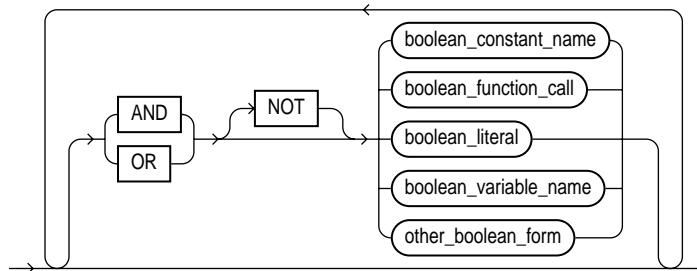 boolean_constant_name
AND
NOT
boolean_function_call
OR
boolean_literal
boolean_variable_name
other_boolean_form